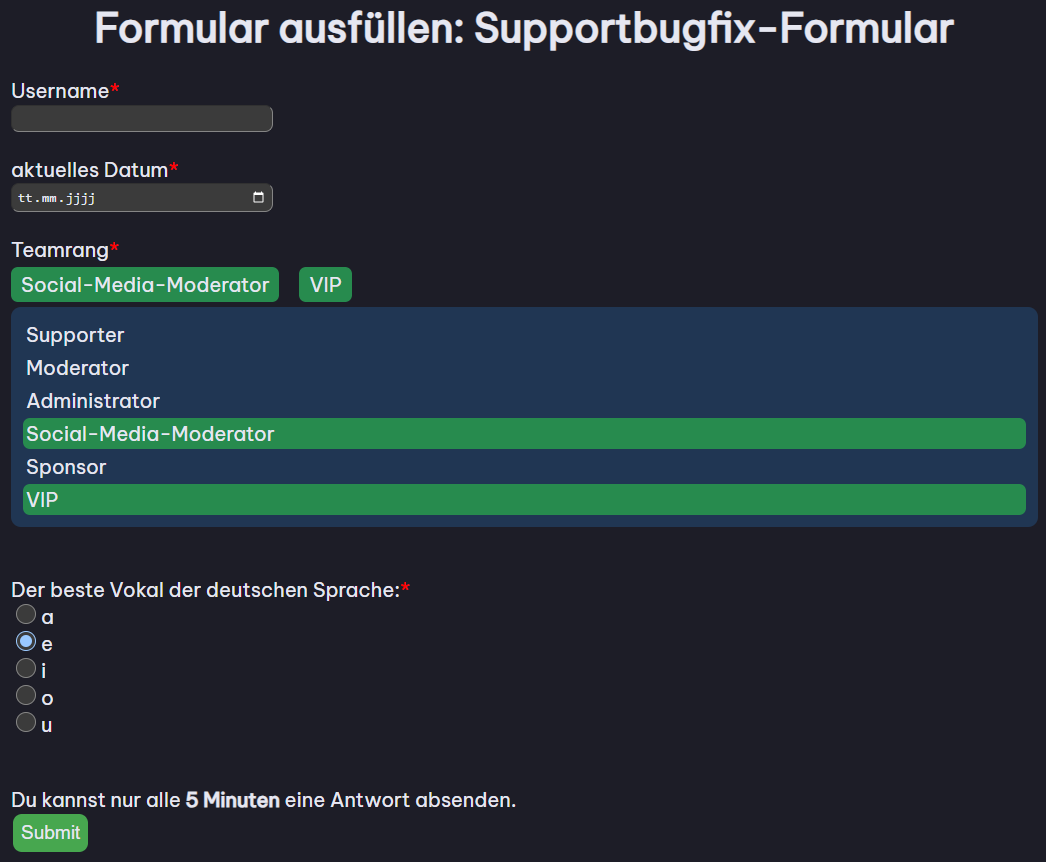 Formular ausfüllen: Supportbugfix-Formular
Username*
aktuelles Datum*
tt.mm.jjjj
Teamrang*
Social-Media-Moderator VIP
Supporter
Moderator
Administrator
Social-Media-Moderator
Sponsor
VIP
Der beste Vokal der deutschen Sprache:*
a
e
i
o
u
Du kannst nur alle 5 Minuten eine Antwort absenden.
Submit